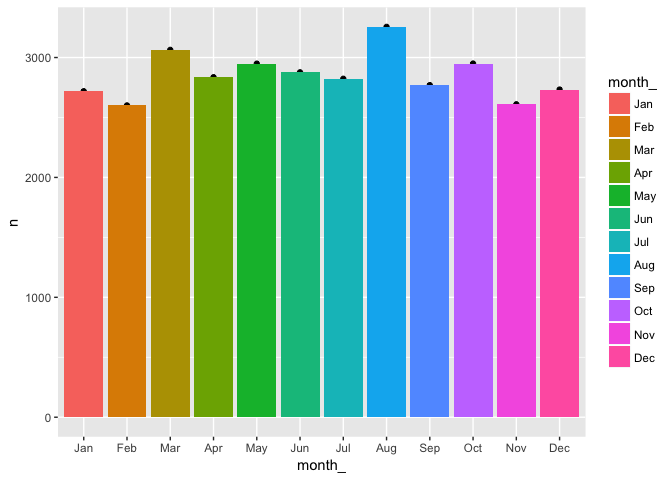 3000
2000
1000
0
n
Jan Feb Mar Apr May Jun Jul Aug Sep Oct Nov Dec
month_
month_
Jan
Feb
Mar
Apr
May
Jun
Jul
Aug
Sep
Oct
Nov
Dec